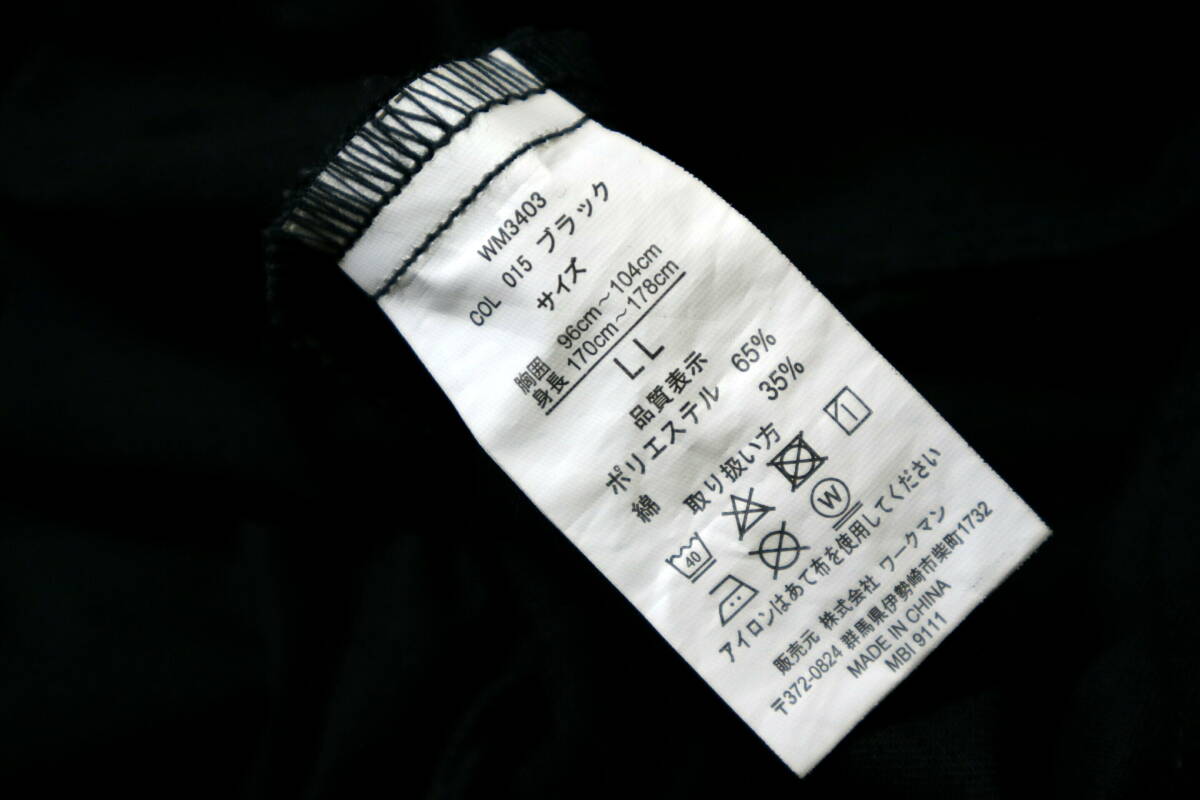 WM3403
COL 015 ブラック
サイズ
胸囲 96cm～104cm
身長 170cm～178cm
LL
品質表示
ポリエステル 65%
綿 35%
取り扱い方
40
W
アイロンはあて布を使用してください
販売元 株式会社 ワークマン
〒372-0824 群馬県伊勢崎市柴町1732
MADE IN CHINA
MBI 9111